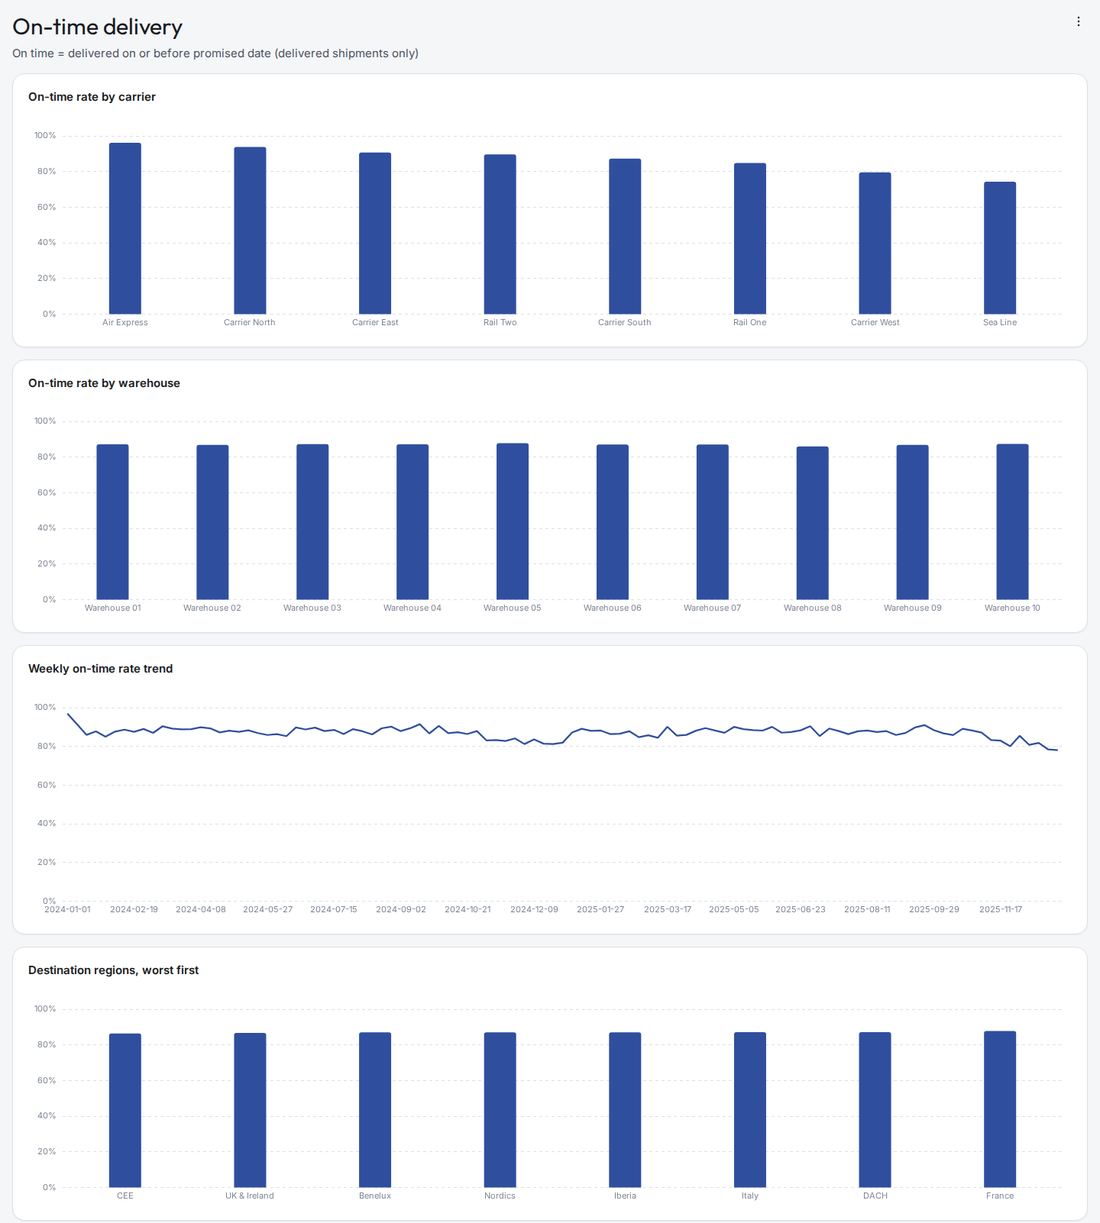 On-time delivery
On time = delivered on or before promised date (delivered shipments only)
On-time rate by carrier
100%
80%
60%
40%
20%
0%
Air Express Carrier North Carrier East Rail Two Carrier South Rail One Carrier West Sea Line
On-time rate by warehouse
100%
80%
60%
40%
20%
0%
Warehouse 01 Warehouse 02 Warehouse 03 Warehouse 04 Warehouse 05 Warehouse 06 Warehouse 07 Warehouse 08 Warehouse 09 Warehouse 10
Weekly on-time rate trend
100%
80%
60%
40%
20%
0%
2024-01-01 2024-02-19 2024-04-08 2024-05-27 2024-07-15 2024-09-02 2024-10-21 2024-12-09 2025-01-27 2025-03-17 2025-05-05 2025-06-23 2025-08-11 2025-09-29 2025-11-17
Destination regions, worst first
100%
80%
60%
40%
20%
0%
CEE UK & Ireland Benelux Nordics Iberia Italy DACH France